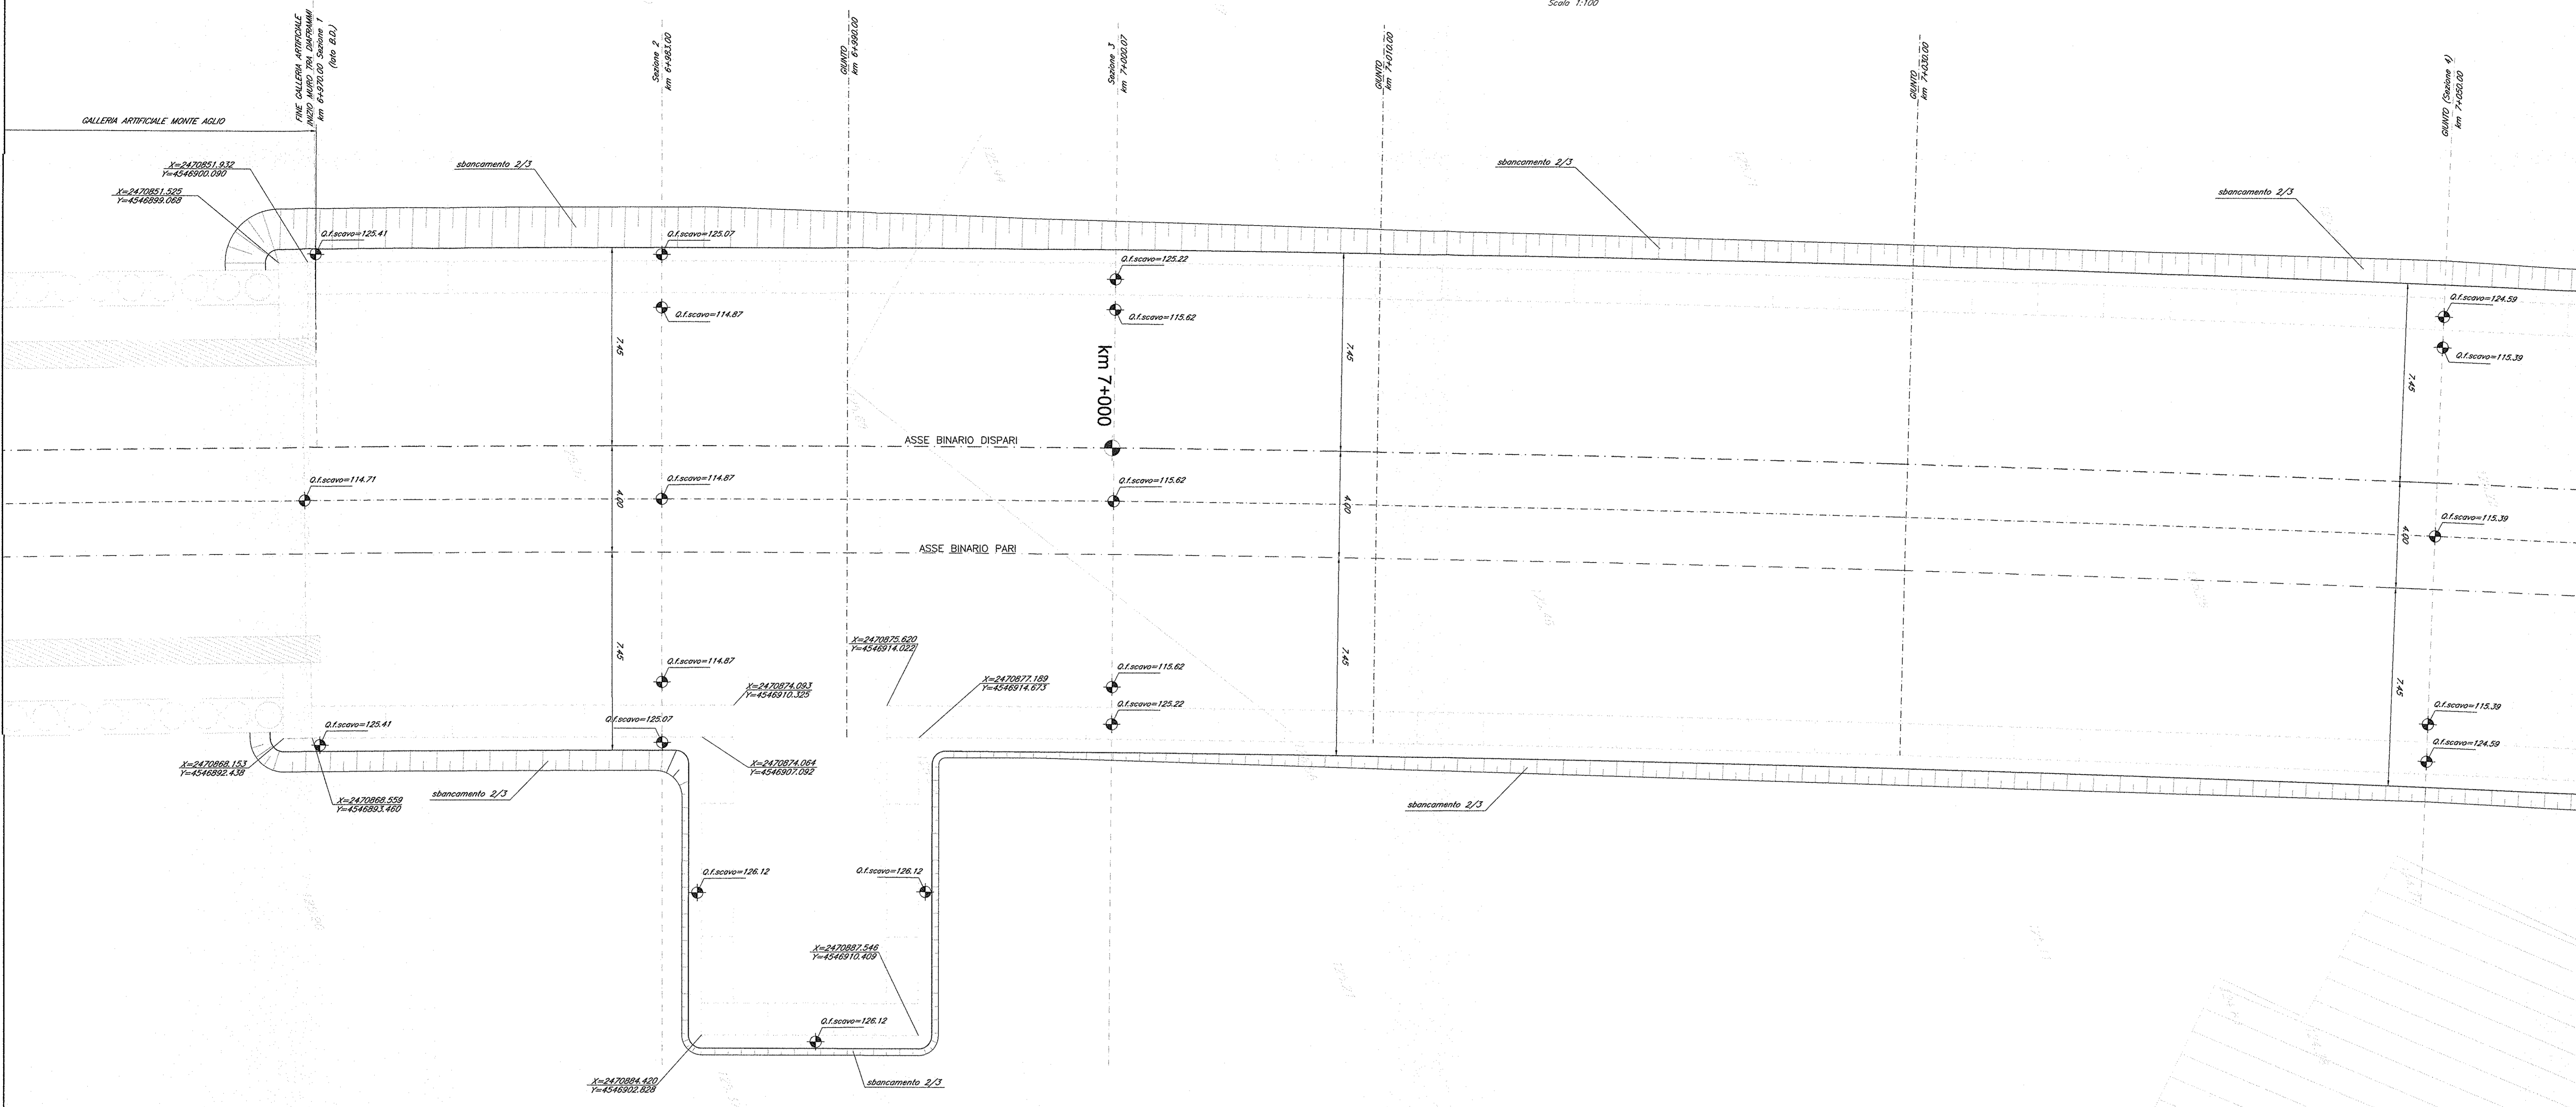 Scala 1:100
FINE GALLERIA ARTIFICIALE
INIZIO MURO TRA DIAFRAMMI
km 6+970.00 Sezione 1
(lato B.D.)
Sezione 2
km 6+983.00
GIUNTO
km 6+990.00
Sezione 3
km 7+000.07
GIUNTO
km 7+010.00
GIUNTO
km 7+030.00
GIUNTO (Sezione 4)
km 7+050.00
GALLERIA ARTIFICIALE MONTE AGLIO
X=2470851.932
Y=4546900.090
X=2470851.525
Y=4546899.068
sbancamento 2/3
sbancamento 2/3
sbancamento 2/3
Q.f.scavo=125.41
Q.f.scavo=125.07
Q.f.scavo=125.22
Q.f.scavo=124.59
Q.f.scavo=114.87
Q.f.scavo=115.62
Q.f.scavo=115.39
7.45
7.45
7.45
km 7+000
ASSE BINARIO DISPARI
Q.f.scavo=114.71
Q.f.scavo=114.87
Q.f.scavo=115.62
Q.f.scavo=115.39
4.00
4.00
4.00
ASSE BINARIO PARI
7.45
7.45
7.45
X=2470875.620
Y=4546914.022
Q.f.scavo=114.87
Q.f.scavo=115.62
X=2470874.093
Y=4546910.325
X=2470877.189
Y=4546914.673
Q.f.scavo=115.39
Q.f.scavo=125.41
Q.f.scavo=125.07
Q.f.scavo=125.22
Q.f.scavo=124.59
X=2470868.153
Y=4546892.438
X=2470874.064
Y=4546907.092
X=2470868.559
Y=4546893.460
sbancamento 2/3
sbancamento 2/3
Q.f.scavo=126.12
Q.f.scavo=126.12
X=2470887.546
Y=4546910.409
Q.f.scavo=126.12
X=2470884.420
Y=4546902.828
sbancamento 2/3